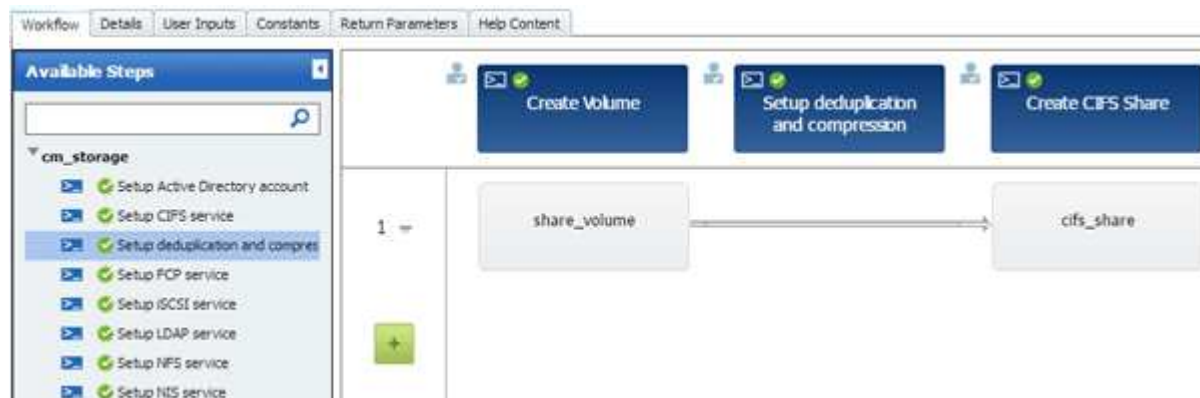 Workflow Details User Inputs Constants Return Parameters Help Content
Available Steps
cm_storage
Setup Active Directory account
Setup CIFS service
Setup deduplication and compres
Setup FCP service
Setup iSCSI service
Setup LDAP service
Setup NFS service
Setup NIS service
Create Volume
Setup deduplication
and compression
Create CIFS Share
1
share_volume
cifs_share